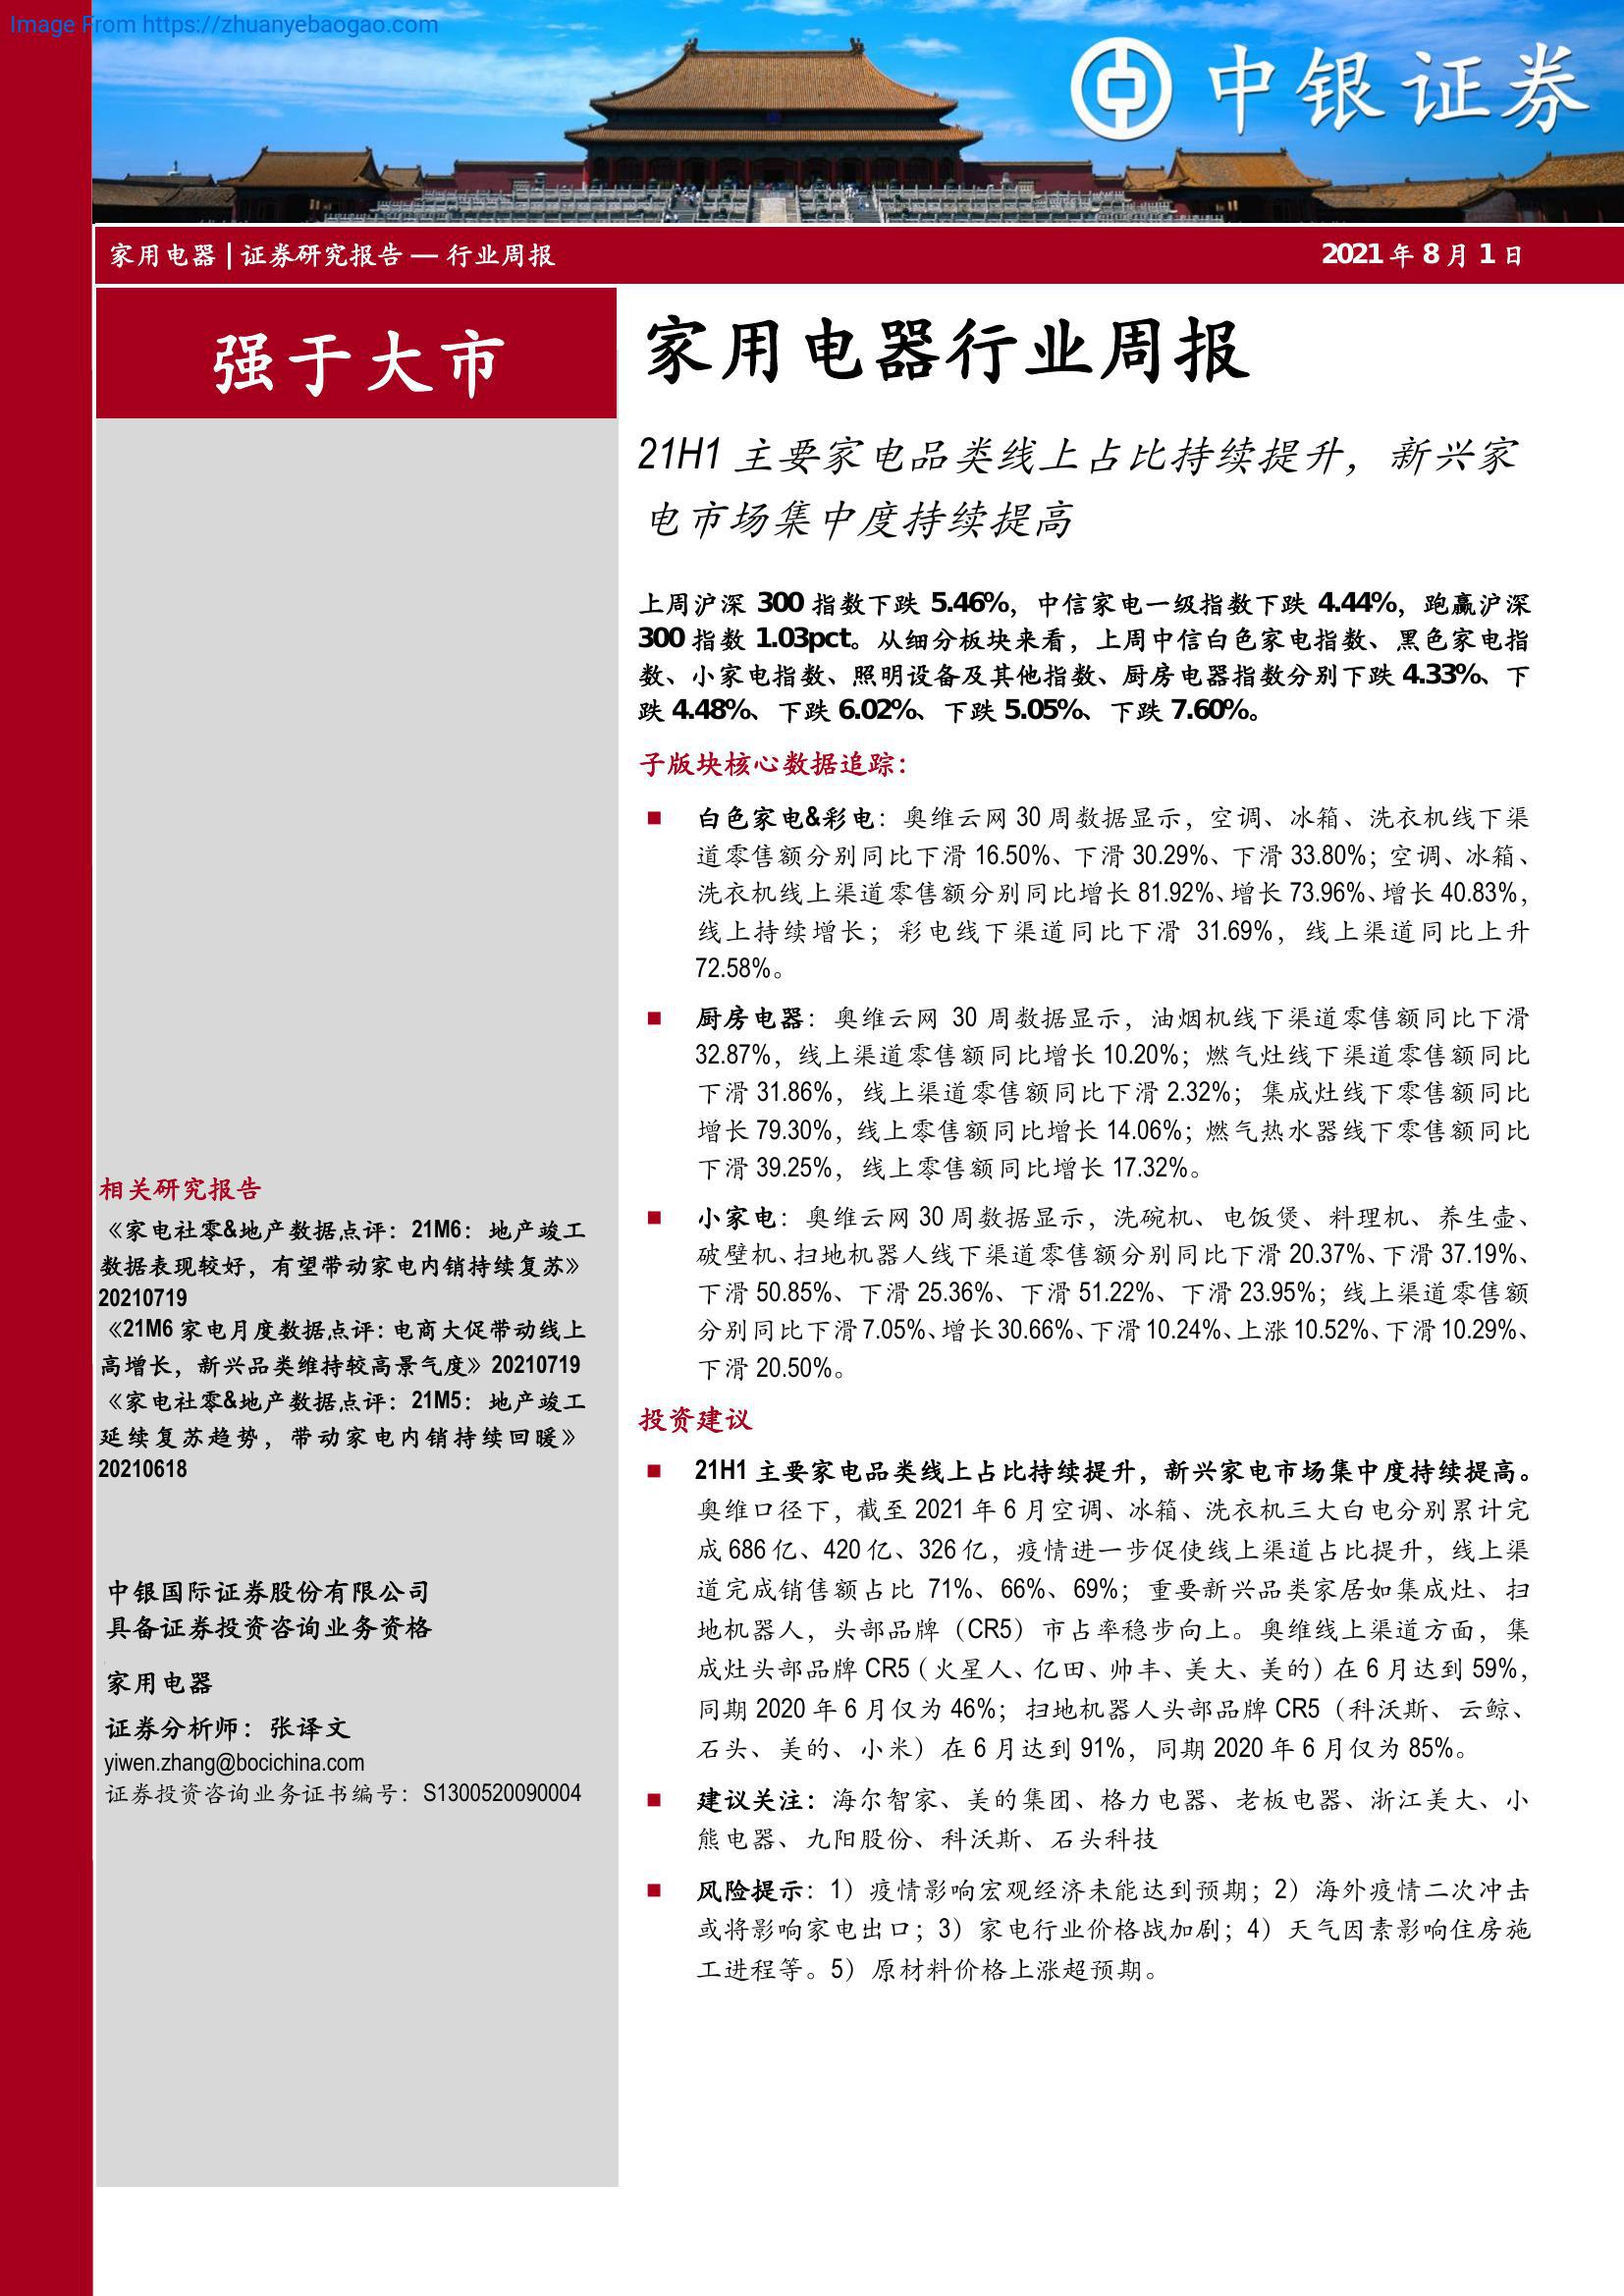 Image From https://zhuanyebaogao.com
中银证券
家用电器 | 证券研究报告 — 行业周报
2021 年 8 月 1 日
强于大市
家用电器行业周报
21H1 主要家电品类线上占比持续提升，新兴家
电市场集中度持续提高
上周沪深 300 指数下跌 5.46%，中信家电一级指数下跌 4.44%，跑赢沪深
300 指数 1.03pct。从细分板块来看，上周中信白色家电指数、黑色家电指
数、小家电指数、照明设备及其他指数、厨房电器指数分别下跌 4.33%、下
跌 4.48%、下跌 6.02%、下跌 5.05%、下跌 7.60%。
子版块核心数据追踪：
■ 白色家电&彩电：奥维云网 30 周数据显示，空调、冰箱、洗衣机线下渠
道零售额分别同比下滑 16.50%、下滑 30.29%、下滑 33.80%；空调、冰箱、
洗衣机线上渠道零售额分别同比增长 81.92%、增长 73.96%、增长 40.83%，
线上持续增长；彩电线下渠道同比下滑 31.69%，线上渠道同比上升
72.58%。
■ 厨房电器：奥维云网 30 周数据显示，油烟机线下渠道零售额同比下滑
32.87%，线上渠道零售额同比增长 10.20%；燃气灶线下渠道零售额同比
下滑 31.86%，线上渠道零售额同比下滑 2.32%；集成灶线下零售额同比
增长 79.30%，线上零售额同比增长 14.06%；燃气热水器线下零售额同比
下滑 39.25%，线上零售额同比增长 17.32%。
■ 小家电：奥维云网 30 周数据显示，洗碗机、电饭煲、料理机、养生壶、
破壁机、扫地机器人线下渠道零售额分别同比下滑 20.37%、下滑 37.19%、
下滑 50.85%、下滑 25.36%、下滑 51.22%、下滑 23.95%；线上渠道零售额
分别同比下滑 7.05%、增长 30.66%、下滑 10.24%、上涨 10.52%、下滑 10.29%、
下滑 20.50%。
投资建议
■ 21H1 主要家电品类线上占比持续提升，新兴家电市场集中度持续提高。
奥维口径下，截至 2021 年 6 月空调、冰箱、洗衣机三大白电分别累计完
成 686 亿、420 亿、326 亿，疫情进一步促使线上渠道占比提升，线上渠
道完成销售额占比 71%、66%、69%；重要新兴品类家居如集成灶、扫
地机器人，头部品牌（CR5）市占率稳步向上。奥维线上渠道方面，集
成灶头部品牌 CR5（火星人、亿田、帅丰、美大、美的）在 6 月达到 59%，
同期 2020 年 6 月仅为 46%；扫地机器人头部品牌 CR5（科沃斯、云鲸、
石头、美的、小米）在 6 月达到 91%，同期 2020 年 6 月仅为 85%。
■ 建议关注：海尔智家、美的集团、格力电器、老板电器、浙江美大、小
熊电器、九阳股份、科沃斯、石头科技
■ 风险提示：1）疫情影响宏观经济未能达到预期；2）海外疫情二次冲击
或将影响家电出口；3）家电行业价格战加剧；4）天气因素影响住房施
工进程等。5）原材料价格上涨超预期。
相关研究报告
《家电社零&地产数据点评：21M6：地产竣工
数据表现较好，有望带动家电内销持续复苏》
20210719
《21M6 家电月度数据点评：电商大促带动线上
高增长，新兴品类维持较高景气度》20210719
《家电社零&地产数据点评：21M5：地产竣工
延续复苏趋势，带动家电内销持续回暖》
20210618
中银国际证券股份有限公司
具备证券投资咨询业务资格
家用电器
证券分析师：张译文
yiwen.zhang@bocichina.com
证券投资咨询业务证书编号：S1300520090004